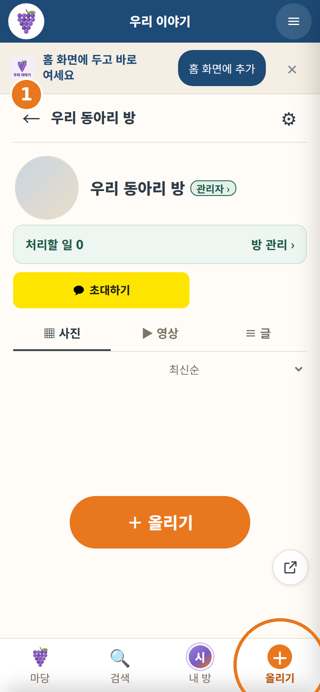 우리 이야기
홈 화면에 두고 바로
여세요
홈 화면에 추가
1
우리 동아리 방
우리 동아리 방
관리자 ›
처리할 일 0
방 관리 ›
초대하기
사진
영상
글
최신순
+ 올리기
마당
검색
시
내 방
올리기